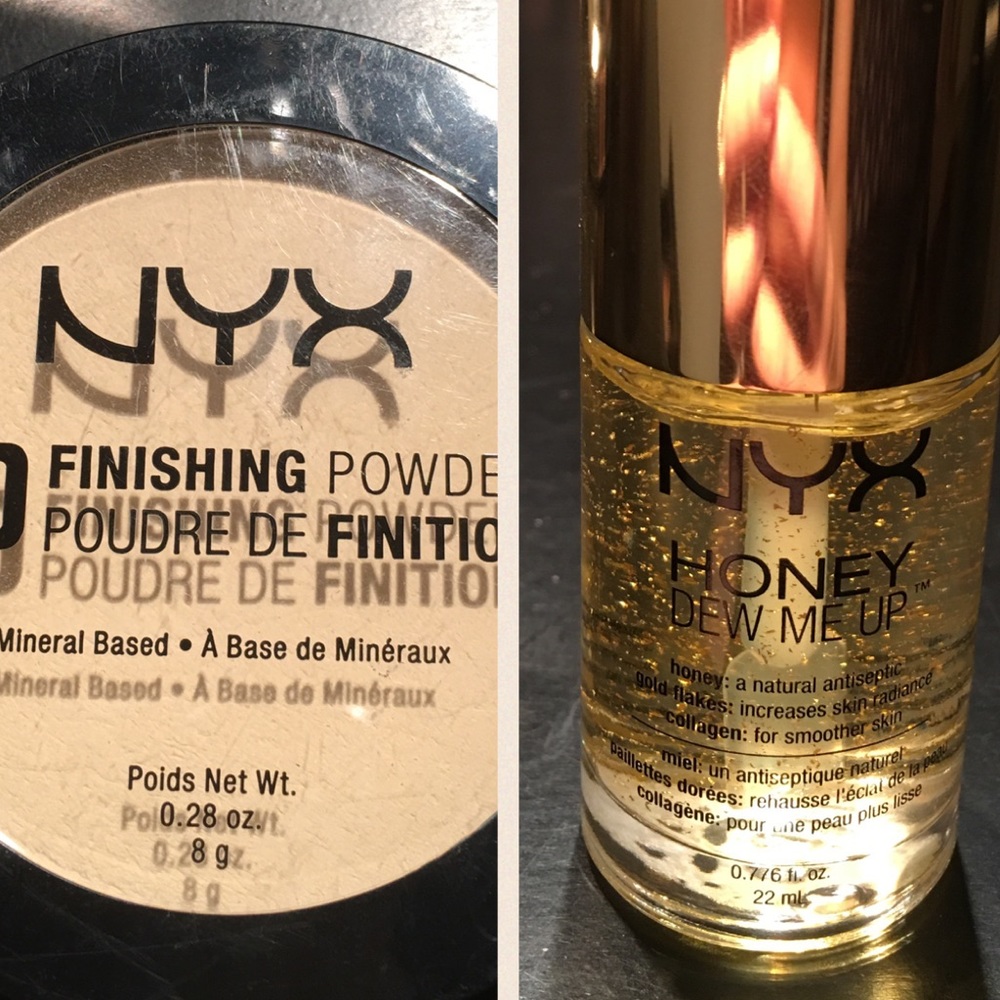 NYX
FINISHING POWDE
POUDRE DE FINITIO
Mineral Based • À Base de Minéraux
Poids Net Wt.
0.28 oz.
8 g
NYX
HONEY
DEW ME UP™
honey: a natural antiseptic
gold flakes: increases skin radiance
collagen: for smoother skin
miel: un antiseptique naturel
paillettes dorées: rehausse l'éclat de la peau
collagène: pour une peau plus lisse
0.776 fl. oz.
22 mL